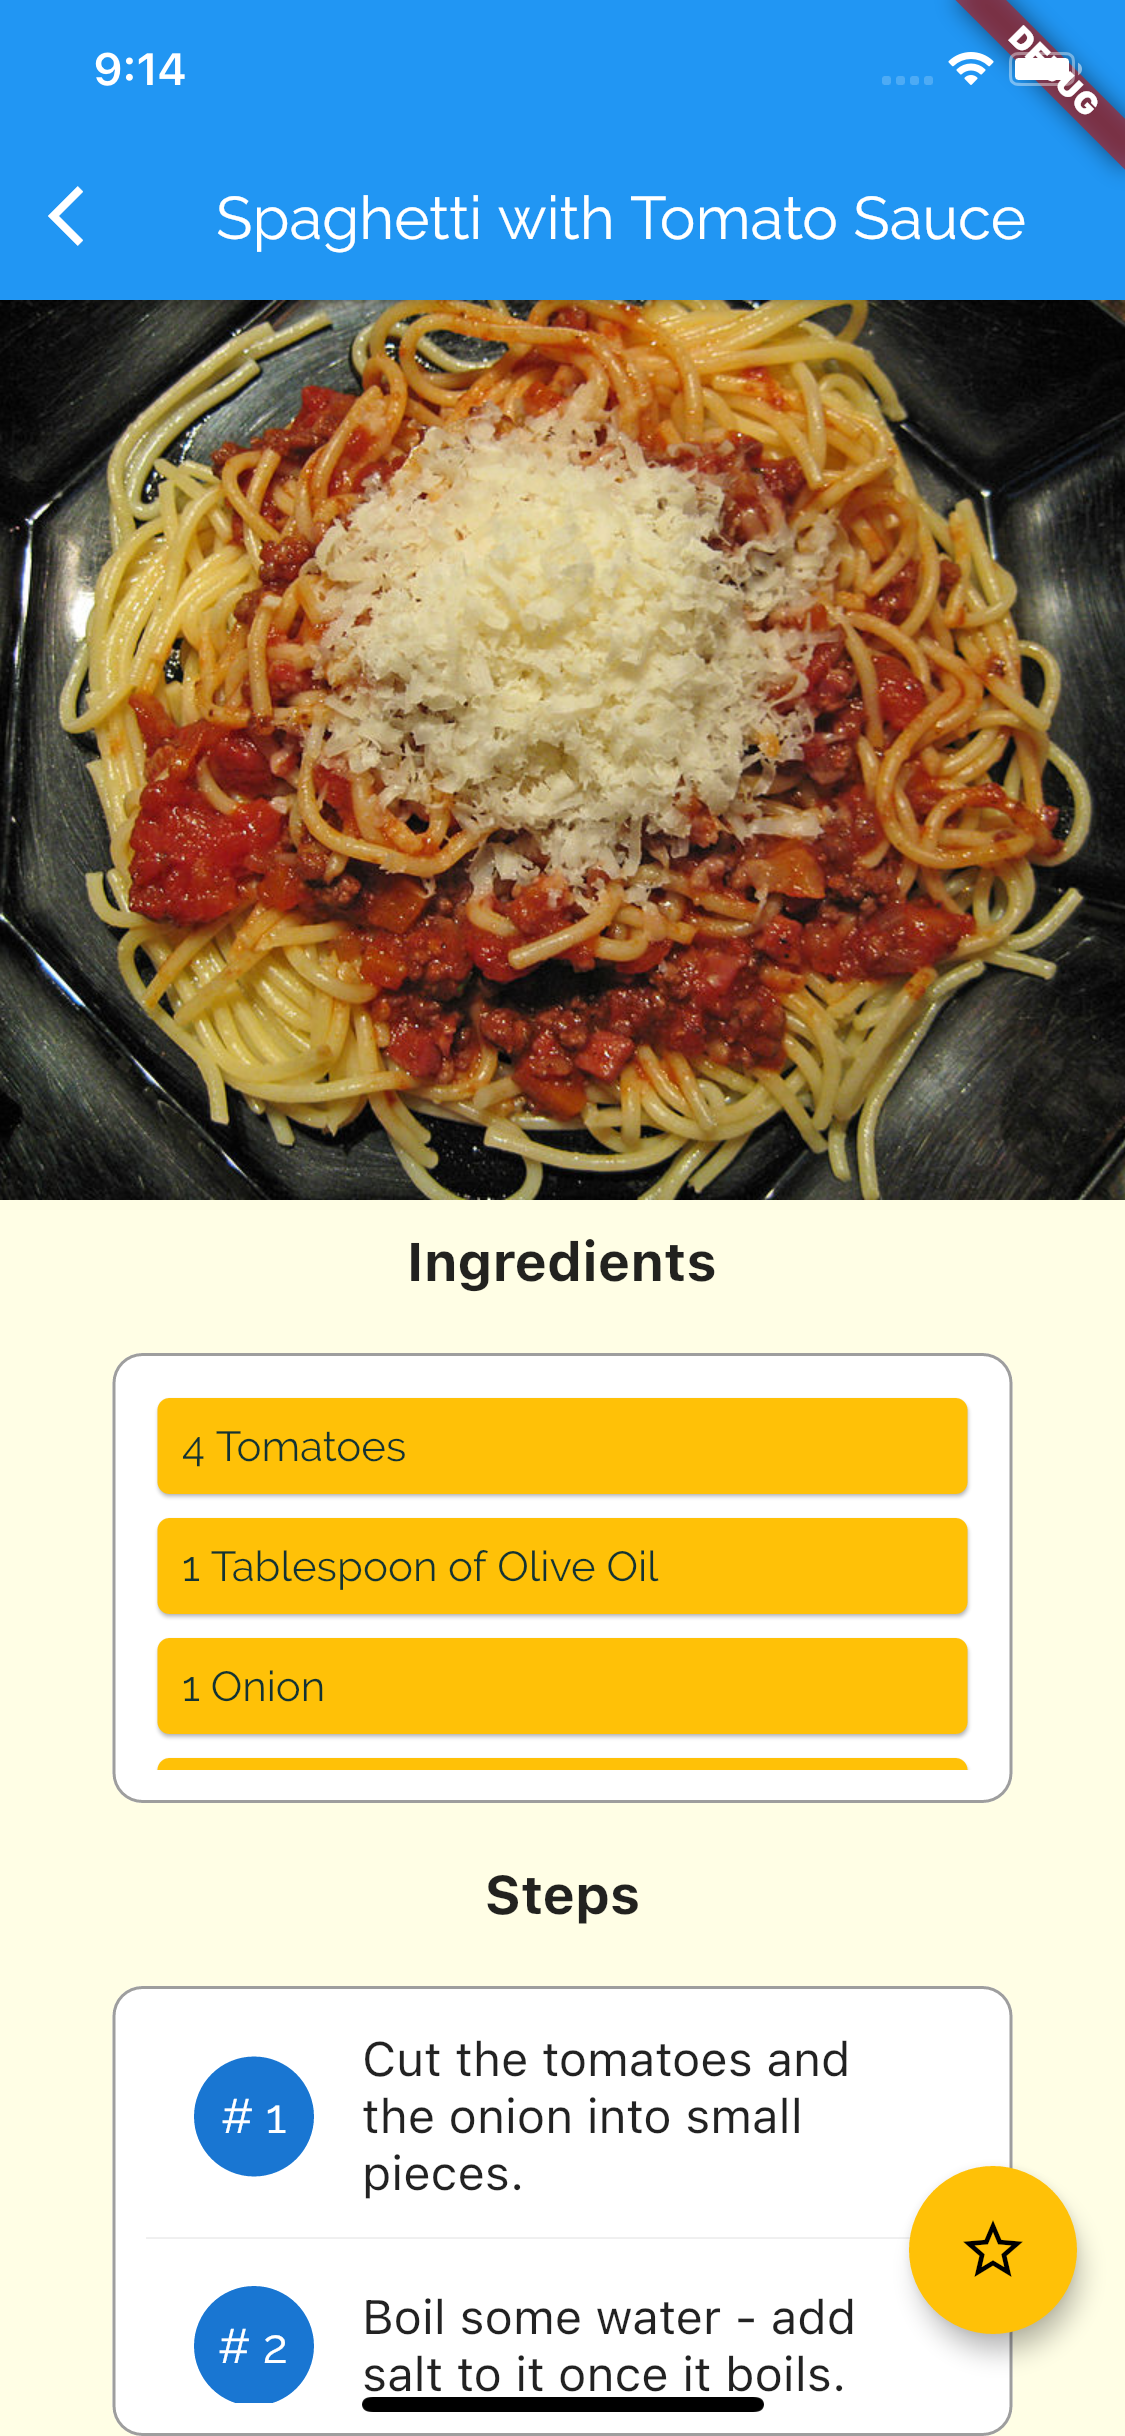 9:14
DEBUG
Spaghetti with Tomato Sauce
Ingredients
4 Tomatoes
1 Tablespoon of Olive Oil
1 Onion
Steps
# 1
Cut the tomatoes and
the onion into small
pieces.
# 2
Boil some water - add
salt to it once it boils.